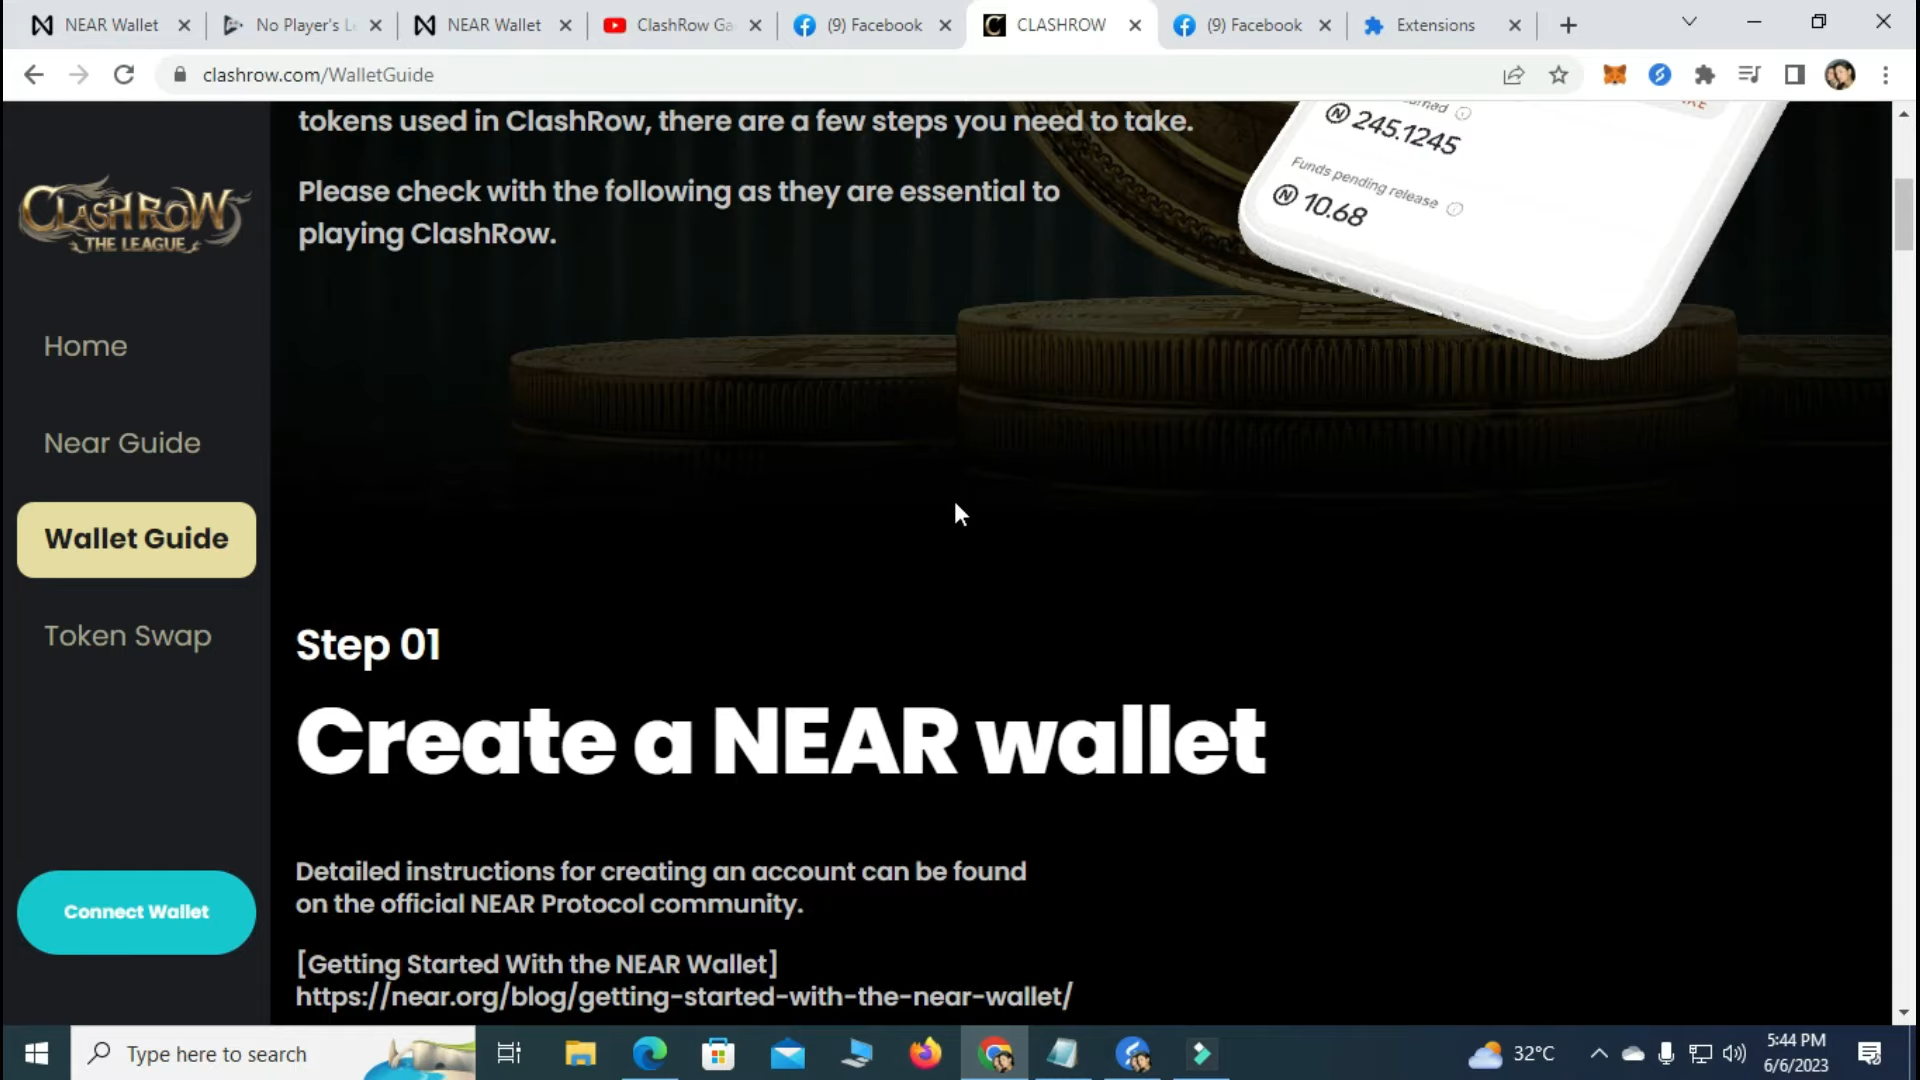 NEAR Wallet
No Player's L
NEAR Wallet
ClashRow Ga
(9) Facebook
CLASHROW
(9) Facebook
Extensions
clashrow.com/WalletGuide
CLASHROW
THE LEAGUE
Home
Near Guide
Wallet Guide
Token Swap
Connect Wallet
tokens used in ClashRow, there are a few steps you need to take.
Please check with the following as they are essential to
playing ClashRow.
245.1245
Funds pending release
10.68
Step 01
Create a NEAR wallet
Detailed instructions for creating an account can be found
on the official NEAR Protocol community.
[Getting Started With the NEAR Wallet]
https://near.org/blog/getting-started-with-the-near-wallet/
Type here to search
32°C
5:44 PM
6/6/2023